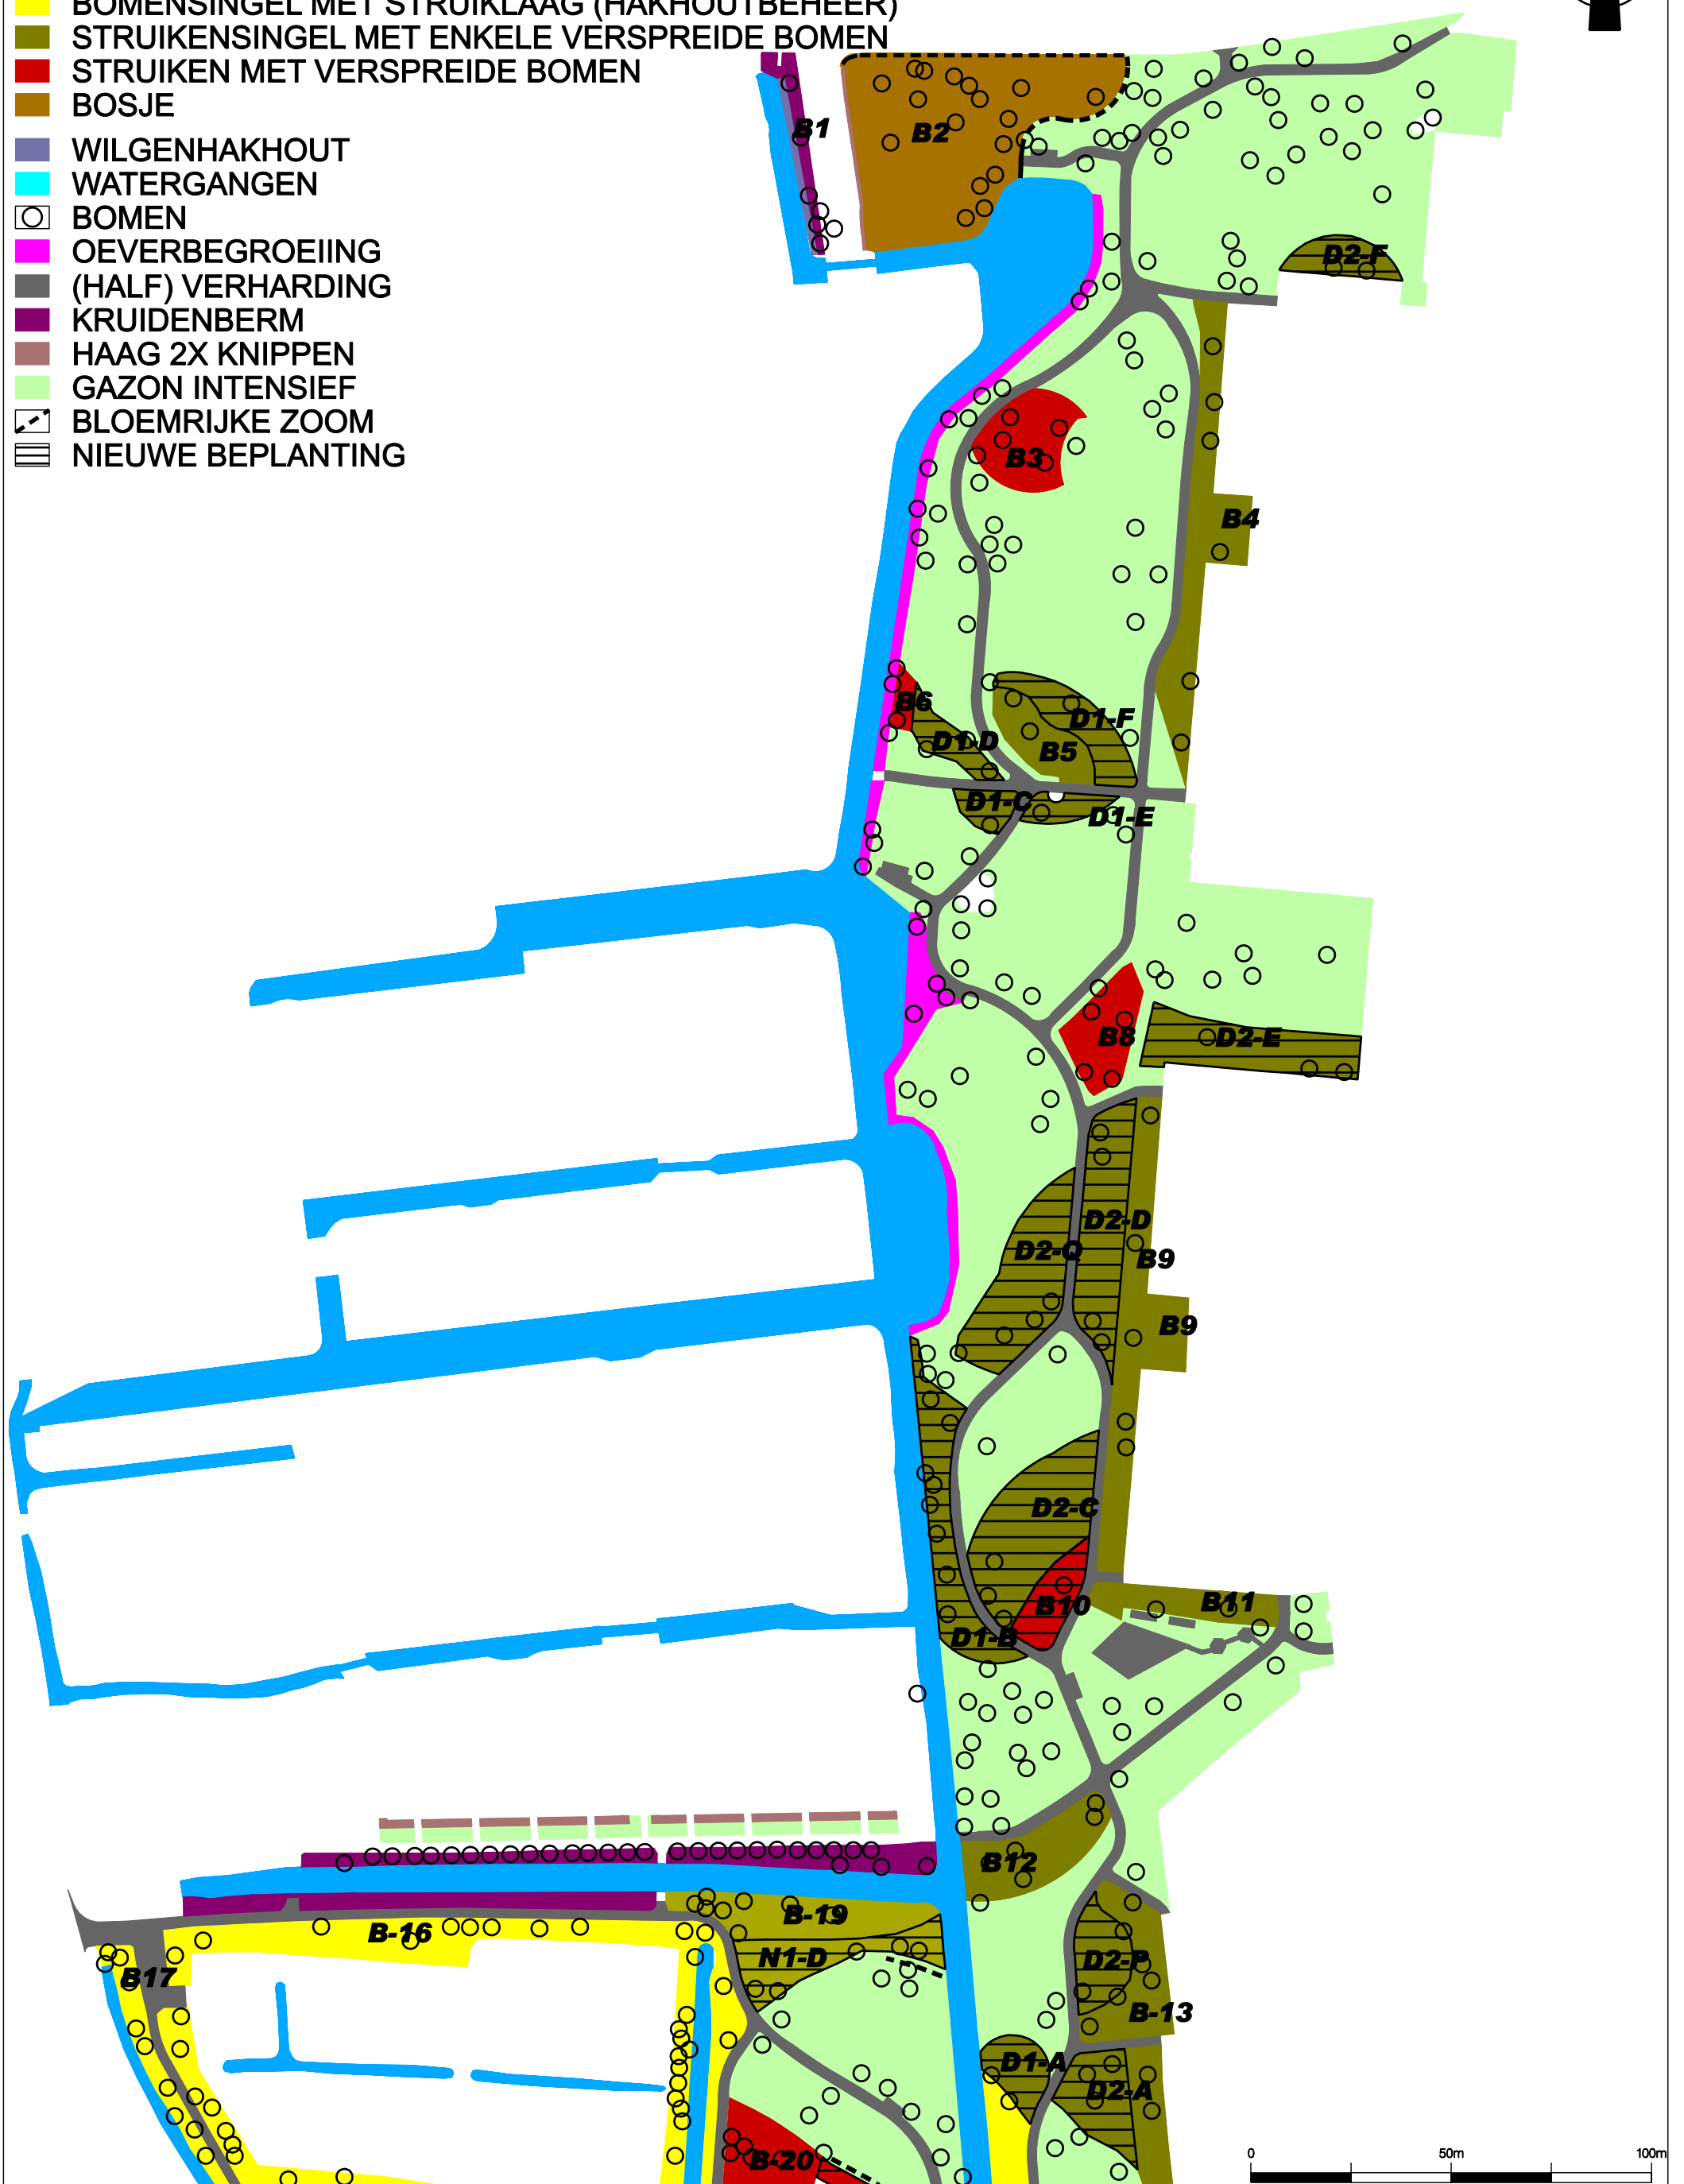 BOMENSINGEL MET STRUIKLAAG (HAKHOUTBEHEER)
STRUIKENSINGEL MET ENKELE VERSPREIDE BOMEN
STRUIKEN MET VERSPREIDE BOMEN
BOSJE
WILGENHAKHOUT
WATERGANGEN
BOMEN
OEVERBEGROEIING
(HALF) VERHARDING
KRUIDENBERM
HAAG 2X KNIPPEN
GAZON INTENSIEF
BLOEMRIJKE ZOOM
NIEUWE BEPLANTING
B1
B2
D2-F
B3
B4
B6
D1-F
D1-D
B5
D1-C
D1-E
B8
D2-E
D2-D
D2-Q
B9
B9
D2-C
B10
B11
D1-B
B12
B-19
B-16
N1-D
D2-P
B17
B-13
D1-A
D2-A
B-20
0 50m 100m